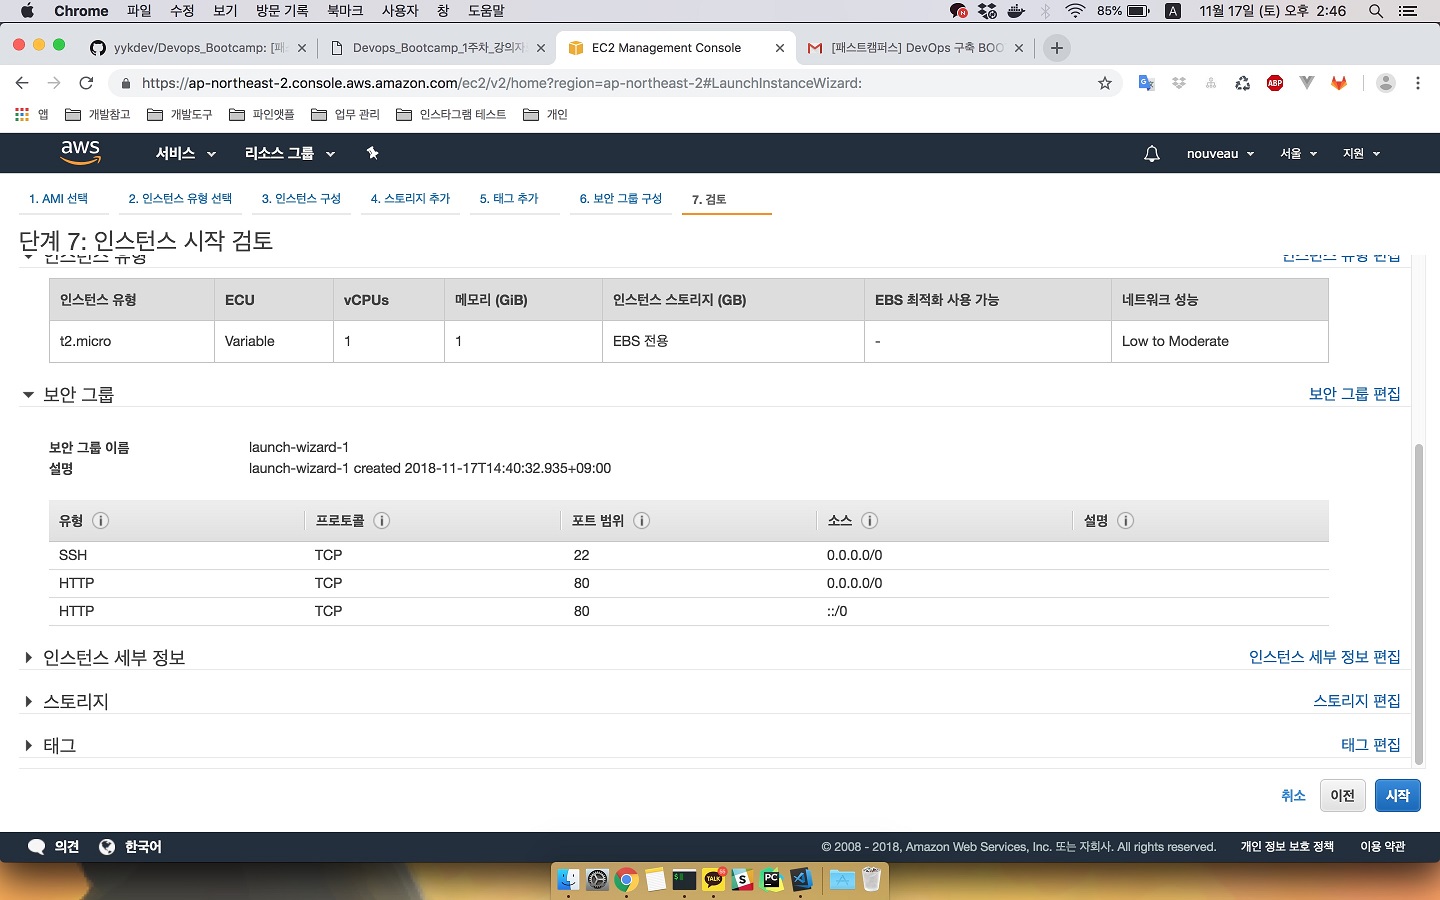 Chrome 파일 수정 보기 방문 기록 북마크 사용자 창 도움말 85% A 11월 17일 (토) 오후 2:46
yykdev/Devops_Bootcamp: [패 Devops_Bootcamp_1주차_강의자 EC2 Management Console [패스트캠퍼스] DevOps 구축 BOO
https://ap-northeast-2.console.aws.amazon.com/ec2/v2/home?region=ap-northeast-2#LaunchInstanceWizard: ABP
앱 개발참고 개발도구 파인앳플 업무 관리 인스타그램 테스트 개인
aws 서비스 리소스 그룹 nouveau 서울 지원
1. AMI 선택 2. 인스턴스 유형 선택 3. 인스턴스 구성 4. 스토리지 추가 5. 태그 추가 6. 보안 그룹 구성 7. 검토
단계 7: 인스턴스 시작 검토
인스턴스 유형 인스턴스 유형 편집
인스턴스 유형 ECU vCPUs 메모리 (GiB) 인스턴스 스토리지 (GB) EBS 최적화 사용 가능 네트워크 성능
t2.micro Variable 1 1 EBS 전용 - Low to Moderate
보안 그룹 보안 그룹 편집
보안 그룹 이름 launch-wizard-1
설명 launch-wizard-1 created 2018-11-17T14:40:32.935+09:00
유형 프로토콜 포트 범위 소스 설명
SSH TCP 22 0.0.0.0/0
HTTP TCP 80 0.0.0.0/0
HTTP TCP 80 ::/0
인스턴스 세부 정보 인스턴스 세부 정보 편집
스토리지 스토리지 편집
태그 태그 편집
취소 이전 시작
의견 한국어 © 2008 - 2018, Amazon Web Services, Inc. 또는 자회사. All rights reserved. 개인 정보 보호 정책 이용 약관
TALK S PC